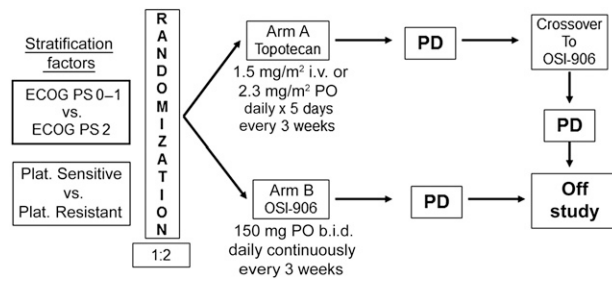 Stratification
factors
ECOG PS 0–1
vs.
ECOG PS 2
Plat. Sensitive
vs.
Plat. Resistant
RANDOMIZATION
1:2
Arm A
Topotecan
1.5 mg/m² i.v. or
2.3 mg/m² PO
daily x 5 days
every 3 weeks
PD
Crossover
To
OSI-906
PD
Arm B
OSI-906
150 mg PO b.i.d.
daily continuously
every 3 weeks
PD
Off
study